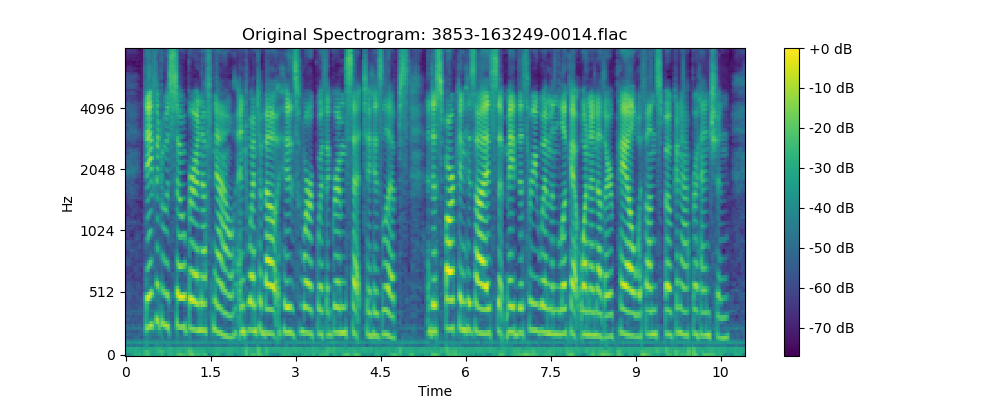 Original Spectrogram: 3853-163249-0014.flac
4096
2048
1024
512
0
Hz
0 1.5 3 4.5 6 7.5 9 10
Time
+0 dB
-10 dB
-20 dB
-30 dB
-40 dB
-50 dB
-60 dB
-70 dB